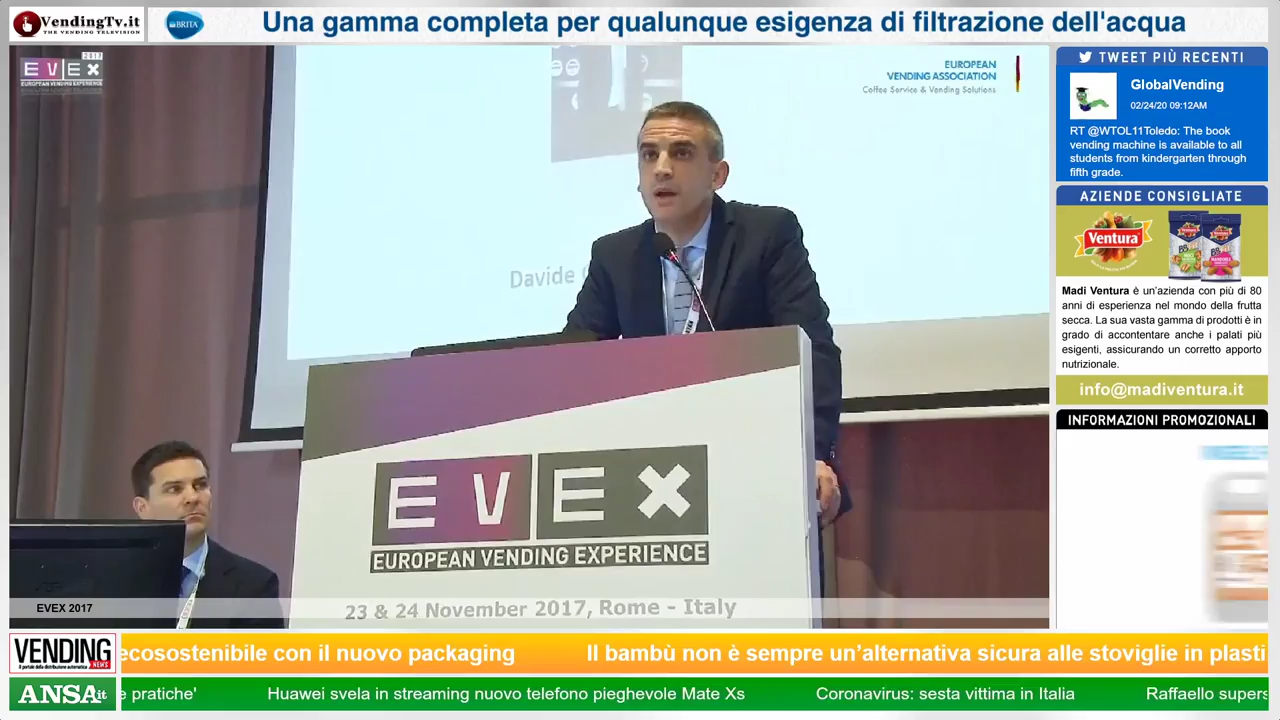 VendingTv.it
THE VENDING TELEVISION
BRITA
Una gamma completa per qualunque esigenza di filtrazione dell'acqua
2017
EVEX
EUROPEAN VENDING EXPERIENCE
EUROPEAN
VENDING ASSOCIATION
Coffee Service & Vending Solutions
Davide
EVEX
EUROPEAN VENDING EXPERIENCE
23 & 24 November 2017, Rome - Italy
EVEX 2017
TWEET PIÙ RECENTI
GlobalVending
02/24/20 09:12AM
RT @WTOL11Toledo: The book
vending machine is available to all
students from kindergarten through
fifth grade.
AZIENDE CONSIGLIATE
Ventura
Madi Ventura è un'azienda con più di 80
anni di esperienza nel mondo della frutta
secca. La sua vasta gamma di prodotti è in
grado di accontentare anche i palati più
esigenti, assicurando un corretto apporto
nutrizionale.
info@madiventura.it
INFORMAZIONI PROMOZIONALI
VENDING
NEWS
Il portale della distribuzione automatica
ecosostenibile con il nuovo packaging Il bambù non è sempre un'alternativa sicura alle stoviglie in plasti
ANSA.it
e pratiche' Huawei svela in streaming nuovo telefono pieghevole Mate Xs Coronavirus: sesta vittima in Italia Raffaello supers